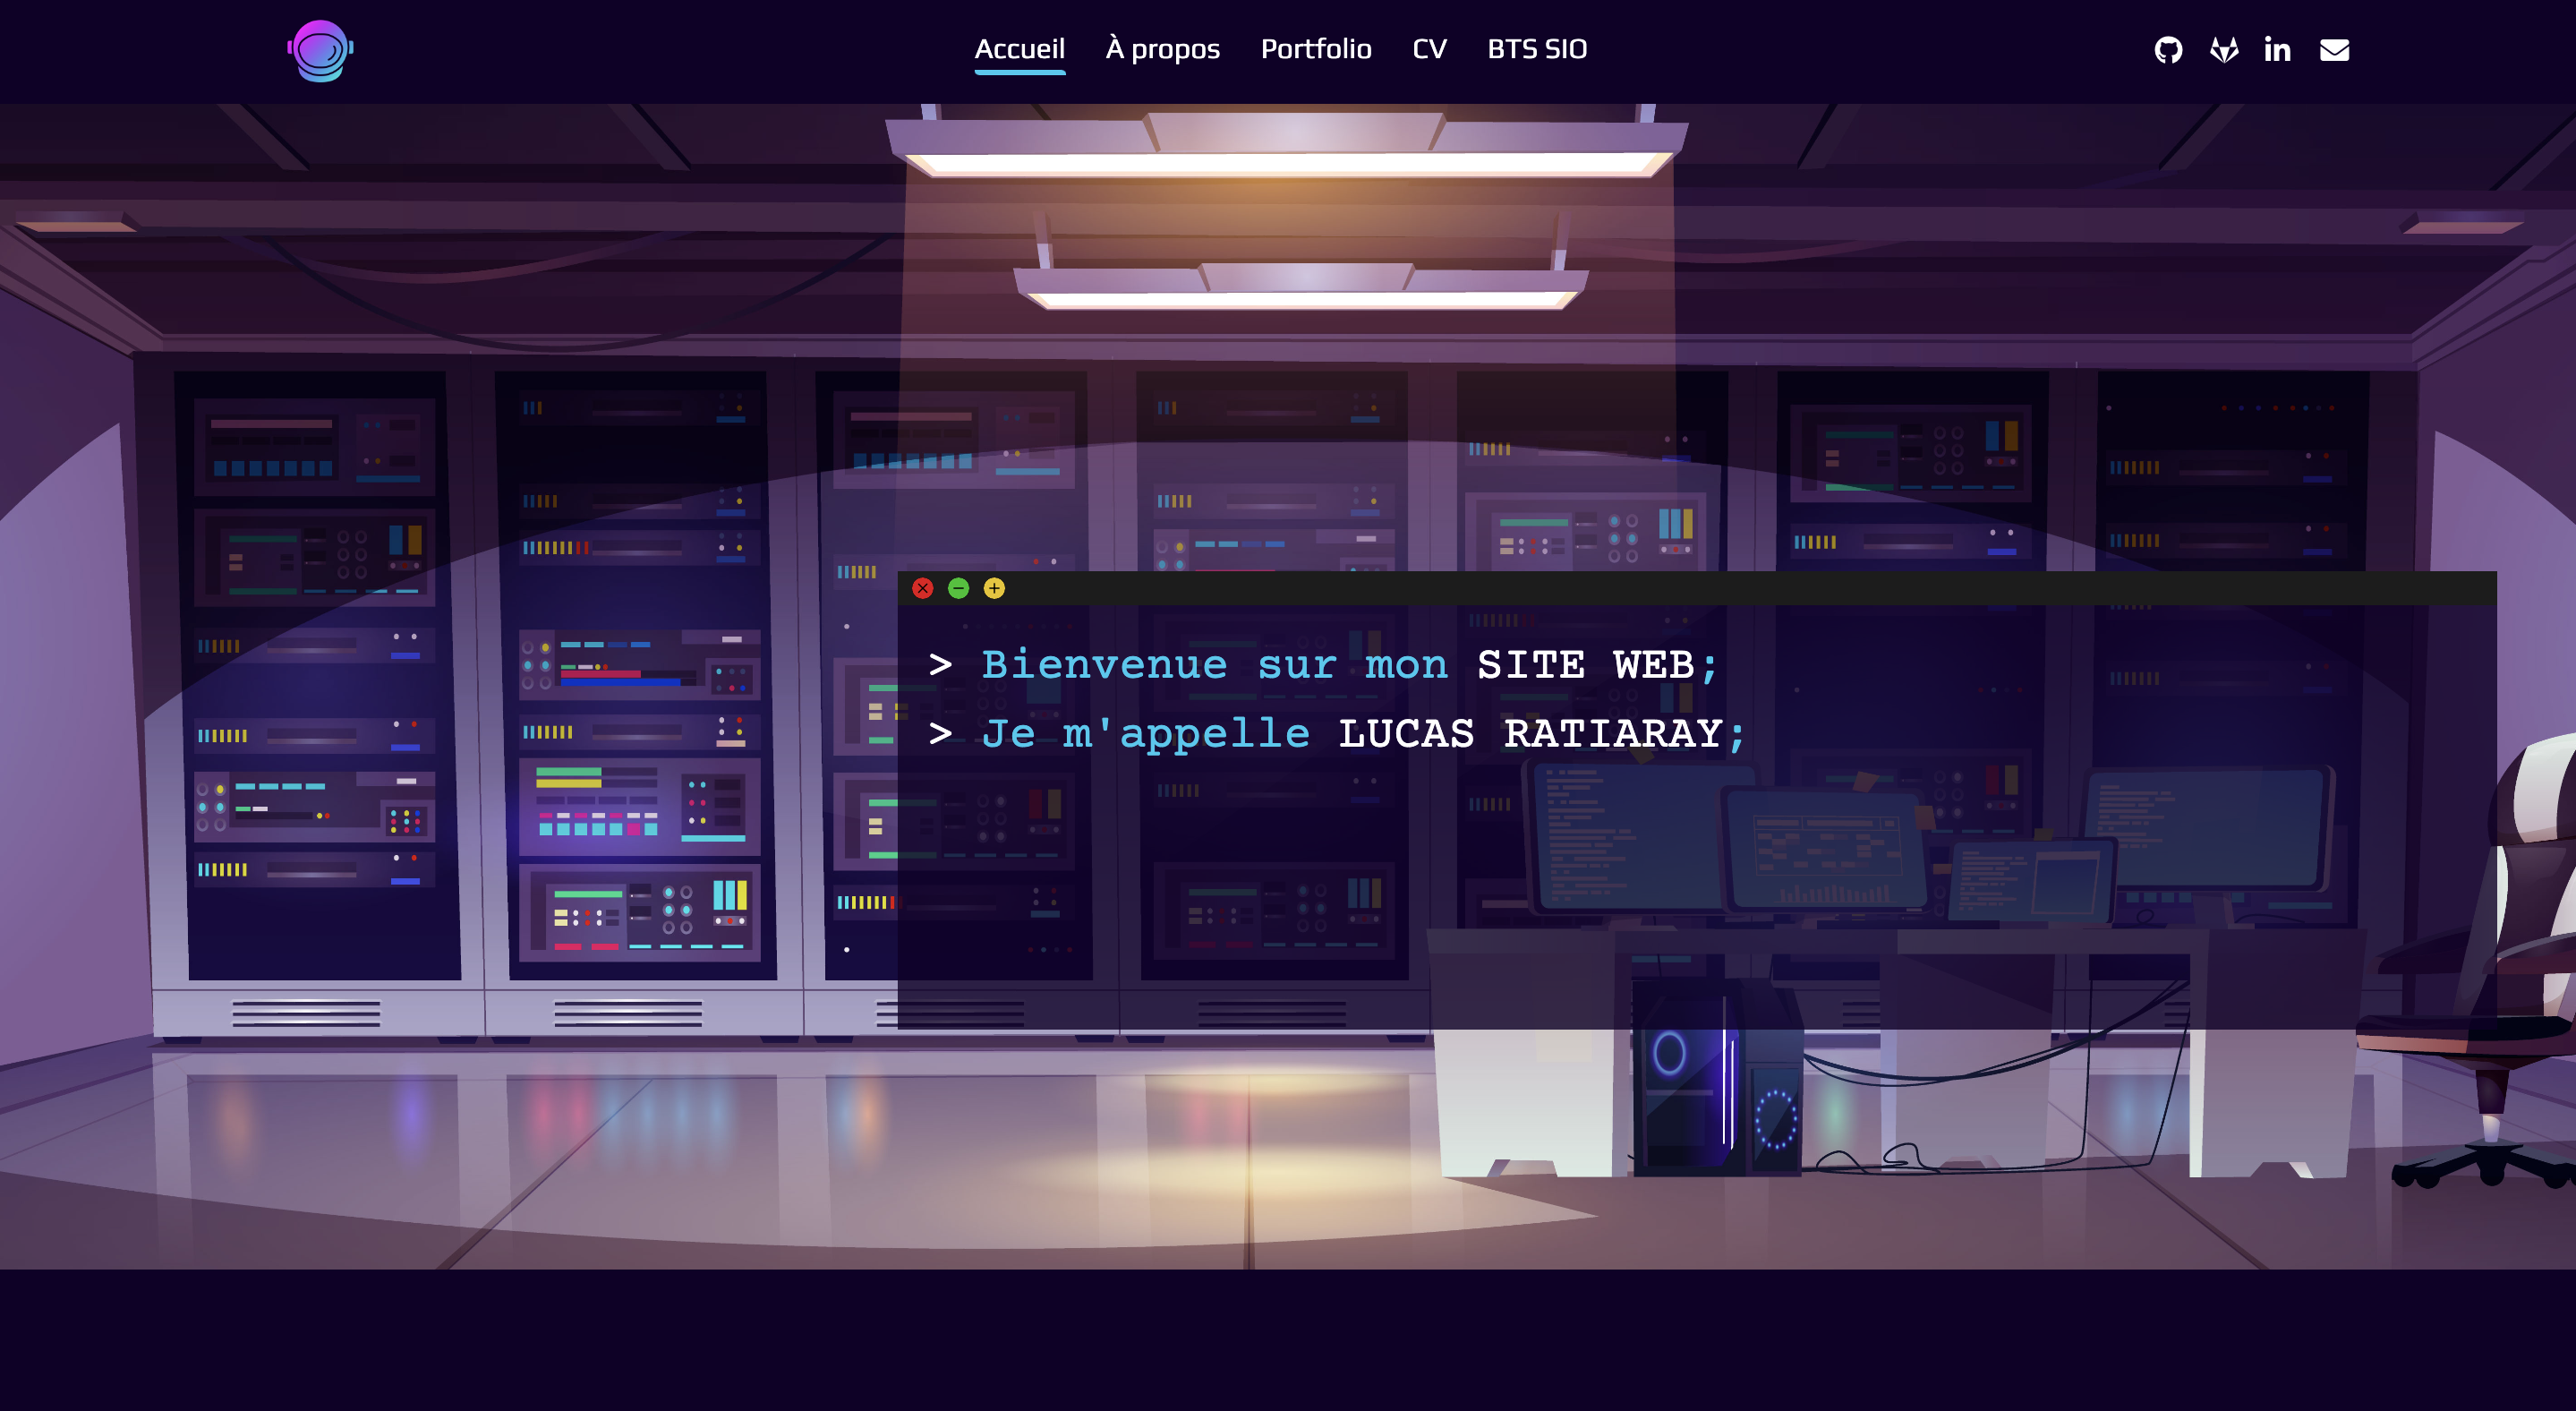 Accueil À propos Portfolio CV BTS SIO
> Bienvenue sur mon SITE WEB;
> Je m'appelle LUCAS RATIARAY;